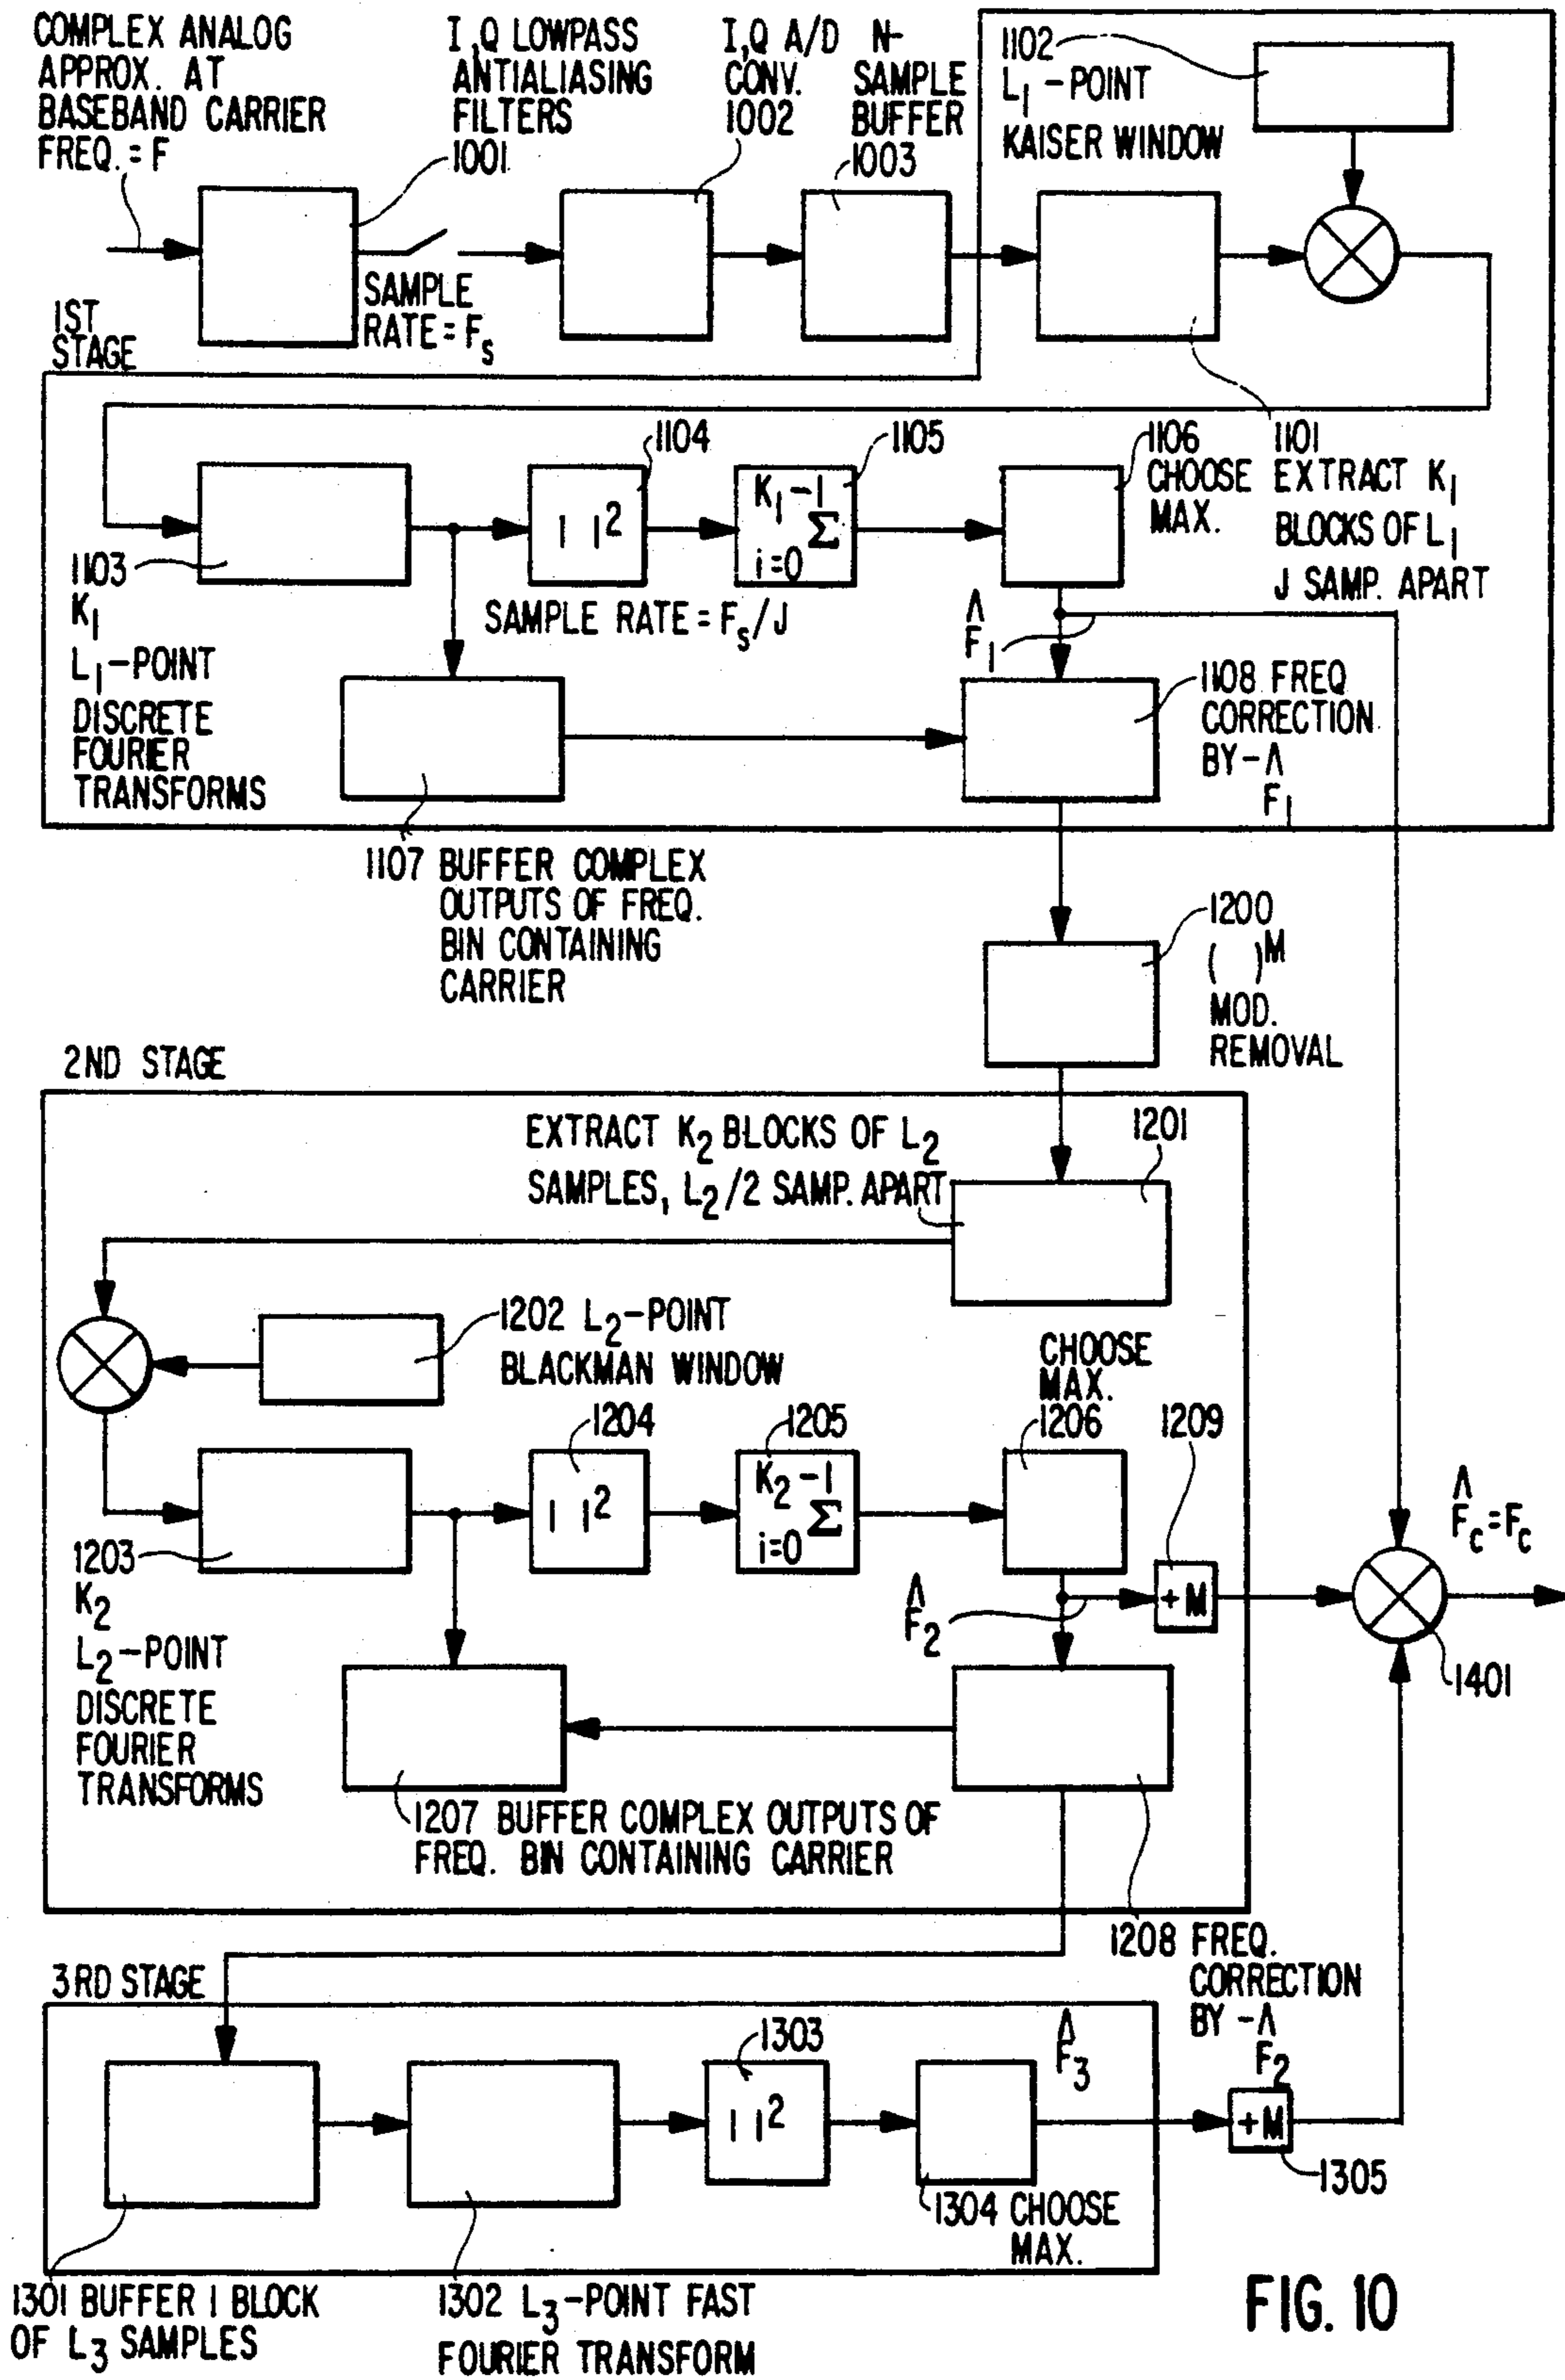 COMPLEX ANALOG
APPROX. AT
BASEBAND CARRIER
FREQ. = F
I,Q LOWPASS
ANTIALIASING
FILTERS
1001
I,Q A/D
CONV.
1002
N-
SAMPLE
BUFFER
1003
1102
L₁-POINT
KAISER WINDOW
SAMPLE
RATE = Fₛ
1ST
STAGE
1104
| |²
1105
K₁-1
Σ
i=0
1106
CHOOSE
MAX.
1101
EXTRACT K₁
BLOCKS OF L₁
J SAMP. APART
1103
K₁
L₁-POINT
DISCRETE
FOURIER
TRANSFORMS
SAMPLE RATE = Fₛ/J
F̂₁
1108 FREQ
CORRECTION
BY -F̂₁
1107 BUFFER COMPLEX
OUTPUTS OF FREQ.
BIN CONTAINING
CARRIER
1200
( )ᴹ
MOD.
REMOVAL
2ND STAGE
EXTRACT K₂ BLOCKS OF L₂
SAMPLES, L₂/2 SAMP. APART
1201
1202 L₂-POINT
BLACKMAN WINDOW
CHOOSE
MAX.
1206
1204
| |²
1205
K₂-1
Σ
i=0
1209
+M
F̂c=Fc
1203
K₂
L₂-POINT
DISCRETE
FOURIER
TRANSFORMS
F̂₂
1401
1207 BUFFER COMPLEX OUTPUTS OF
FREQ. BIN CONTAINING CARRIER
1208 FREQ.
CORRECTION
BY -F̂₂
3RD STAGE
1303
| |²
F̂₃
+M
1305
1304 CHOOSE
MAX.
1301 BUFFER 1 BLOCK
OF L₃ SAMPLES
1302 L₃-POINT FAST
FOURIER TRANSFORM
FIG. 10